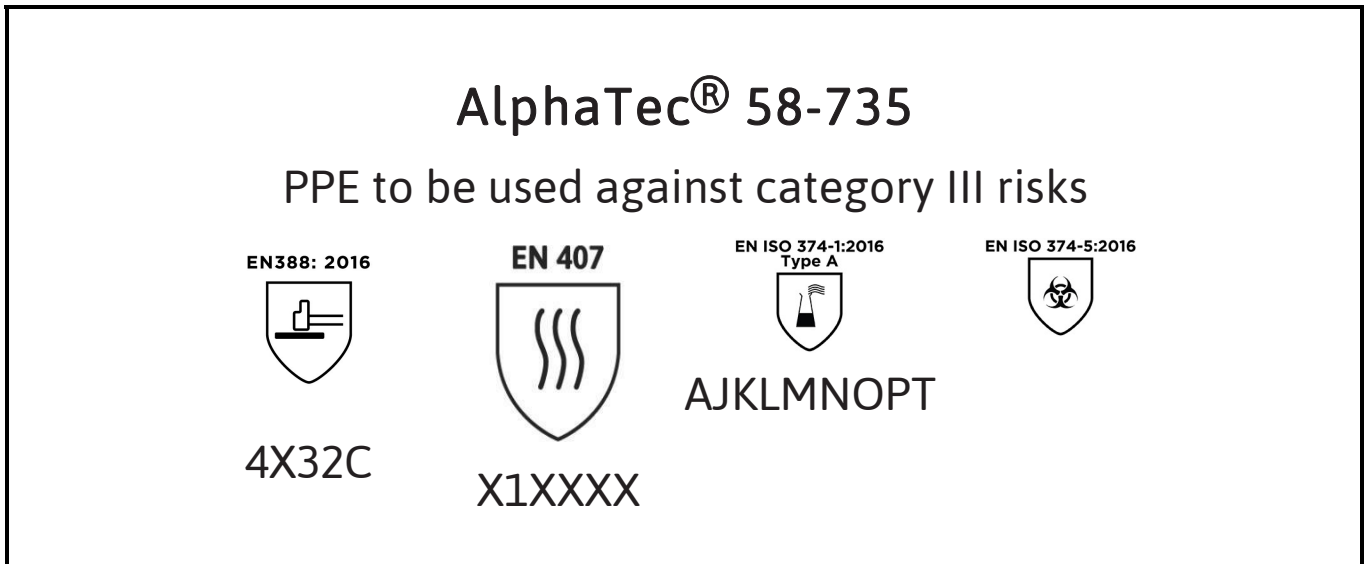 AlphaTec® 58-735
PPE to be used against category III risks
EN388: 2016
4X32C
EN 407
X1XXXX
EN ISO 374-1:2016
Type A
AJKLMNOPT
EN ISO 374-5:2016